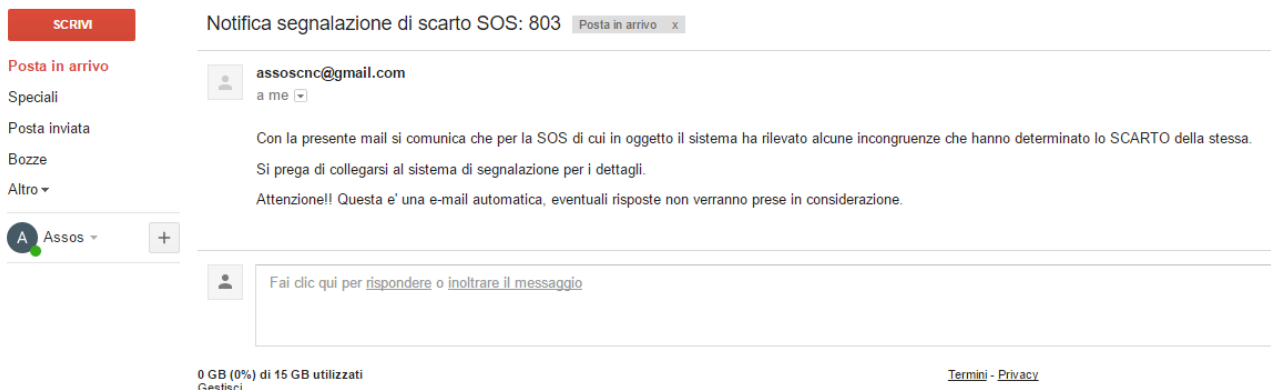 SCRIVI
Notifica segnalazione di scarto SOS: 803 Posta in arrivo x
Posta in arrivo
Speciali
Posta inviata
Bozze
Altro
Assos
A
+
assoscnc@gmail.com
a me
Con la presente mail si comunica che per la SOS di cui in oggetto il sistema ha rilevato alcune incongruenze che hanno determinato lo SCARTO della stessa.
Si prega di collegarsi al sistema di segnalazione per i dettagli.
Attenzione!! Questa e' una e-mail automatica, eventuali risposte non verranno prese in considerazione.
Fai clic qui per rispondere o inoltrare il messaggio
0 GB (0%) di 15 GB utilizzati
Gestisci
Termini - Privacy